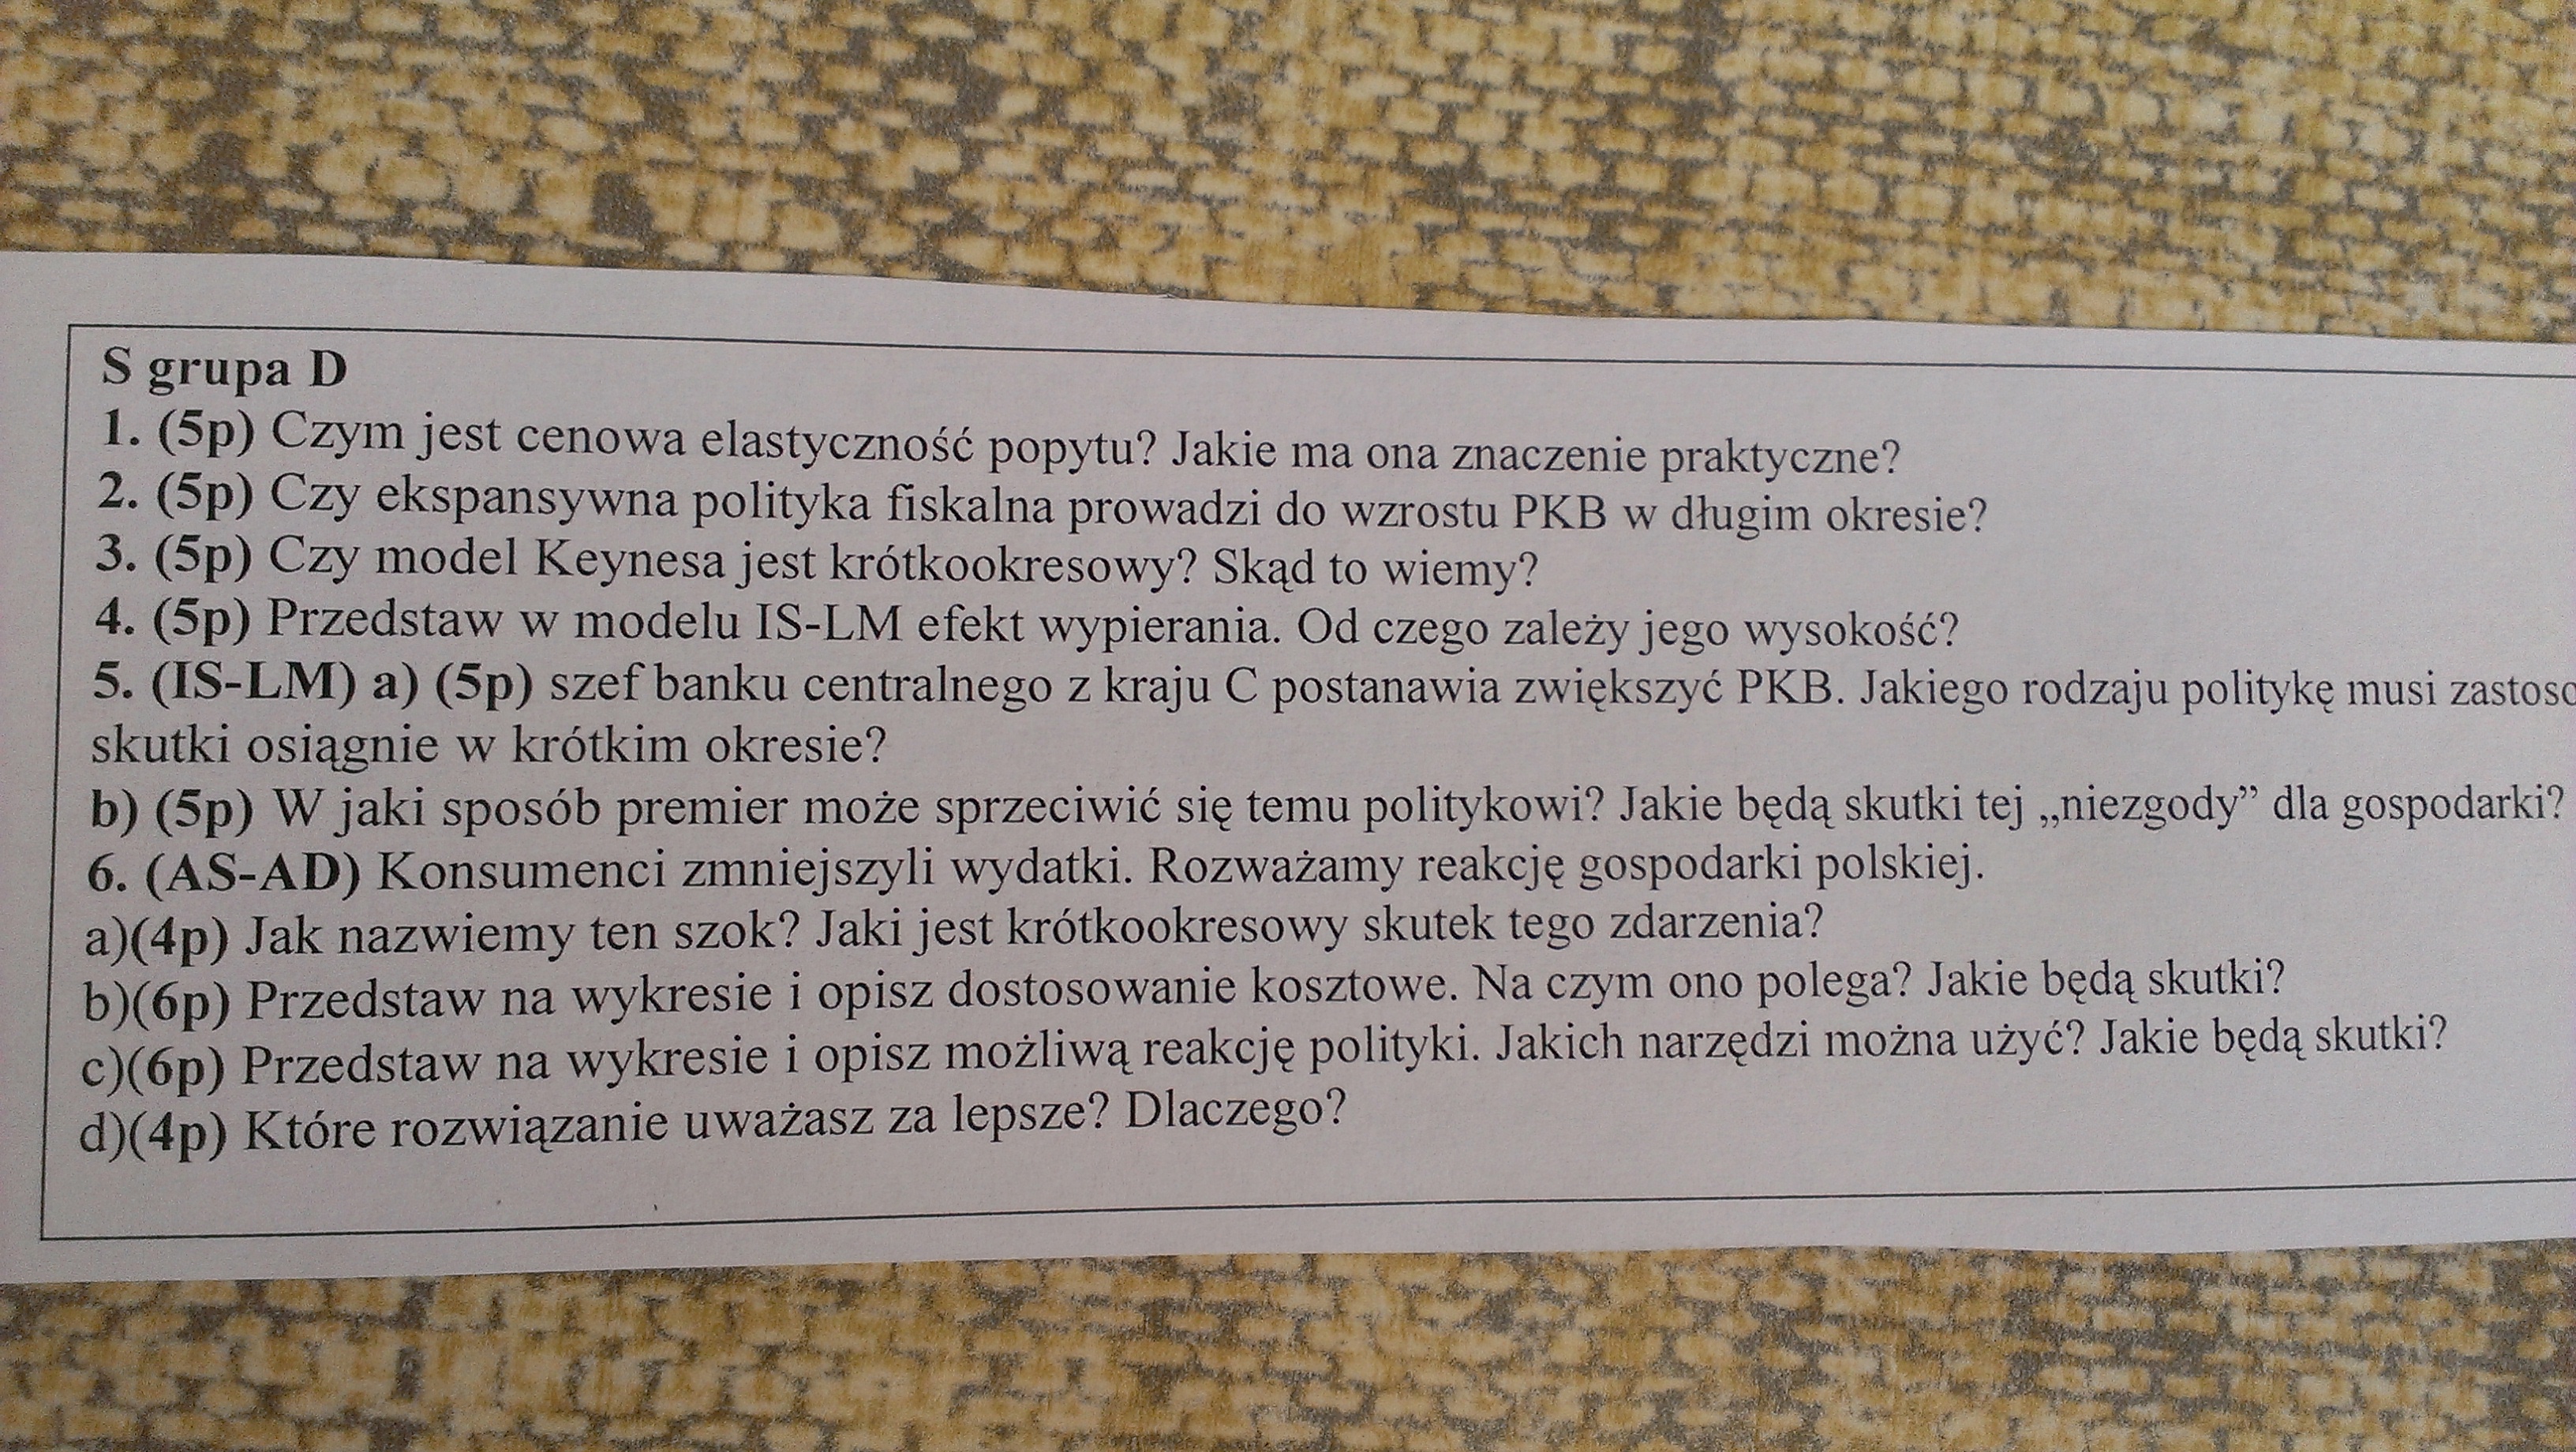 S grupa D
1. (5p) Czym jest cenowa elastyczność popytu? Jakie ma ona znaczenie praktyczne?
2. (5p) Czy ekspansywna polityka fiskalna prowadzi do wzrostu PKB w długim okresie?
3. (5p) Czy model Keynesa jest krótkookresowy? Skąd to wiemy?
4. (5p) Przedstaw w modelu IS-LM efekt wypierania. Od czego zależy jego wysokość?
5. (IS-LM) a) (5p) szef banku centralnego z kraju C postanawia zwiększyć PKB. Jakiego rodzaju politykę musi
skutki osiągnie w krótkim okresie?
b) (5p) W jaki sposób premier może sprzeciwić się temu politykowi? Jakie będą skutki tej „niezgody” dla gospodarki?
6. (AS-AD) Konsumenci zmniejszyli wydatki. Rozważamy reakcję gospodarki polskiej.
a)(4p) Jak nazwiemy ten szok? Jaki jest krótkookresowy skutek tego zdarzenia?
b)(6p) Przedstaw na wykresie i opisz dostosowanie kosztowe. Na czym ono polega? Jakie będą skutki?
c)(6p) Przedstaw na wykresie i opisz możliwą reakcję polityki. Jakich narzędzi można użyć? Jakie będą skutki?
d)(4p) Które rozwiązanie uważasz za lepsze? Dlaczego?